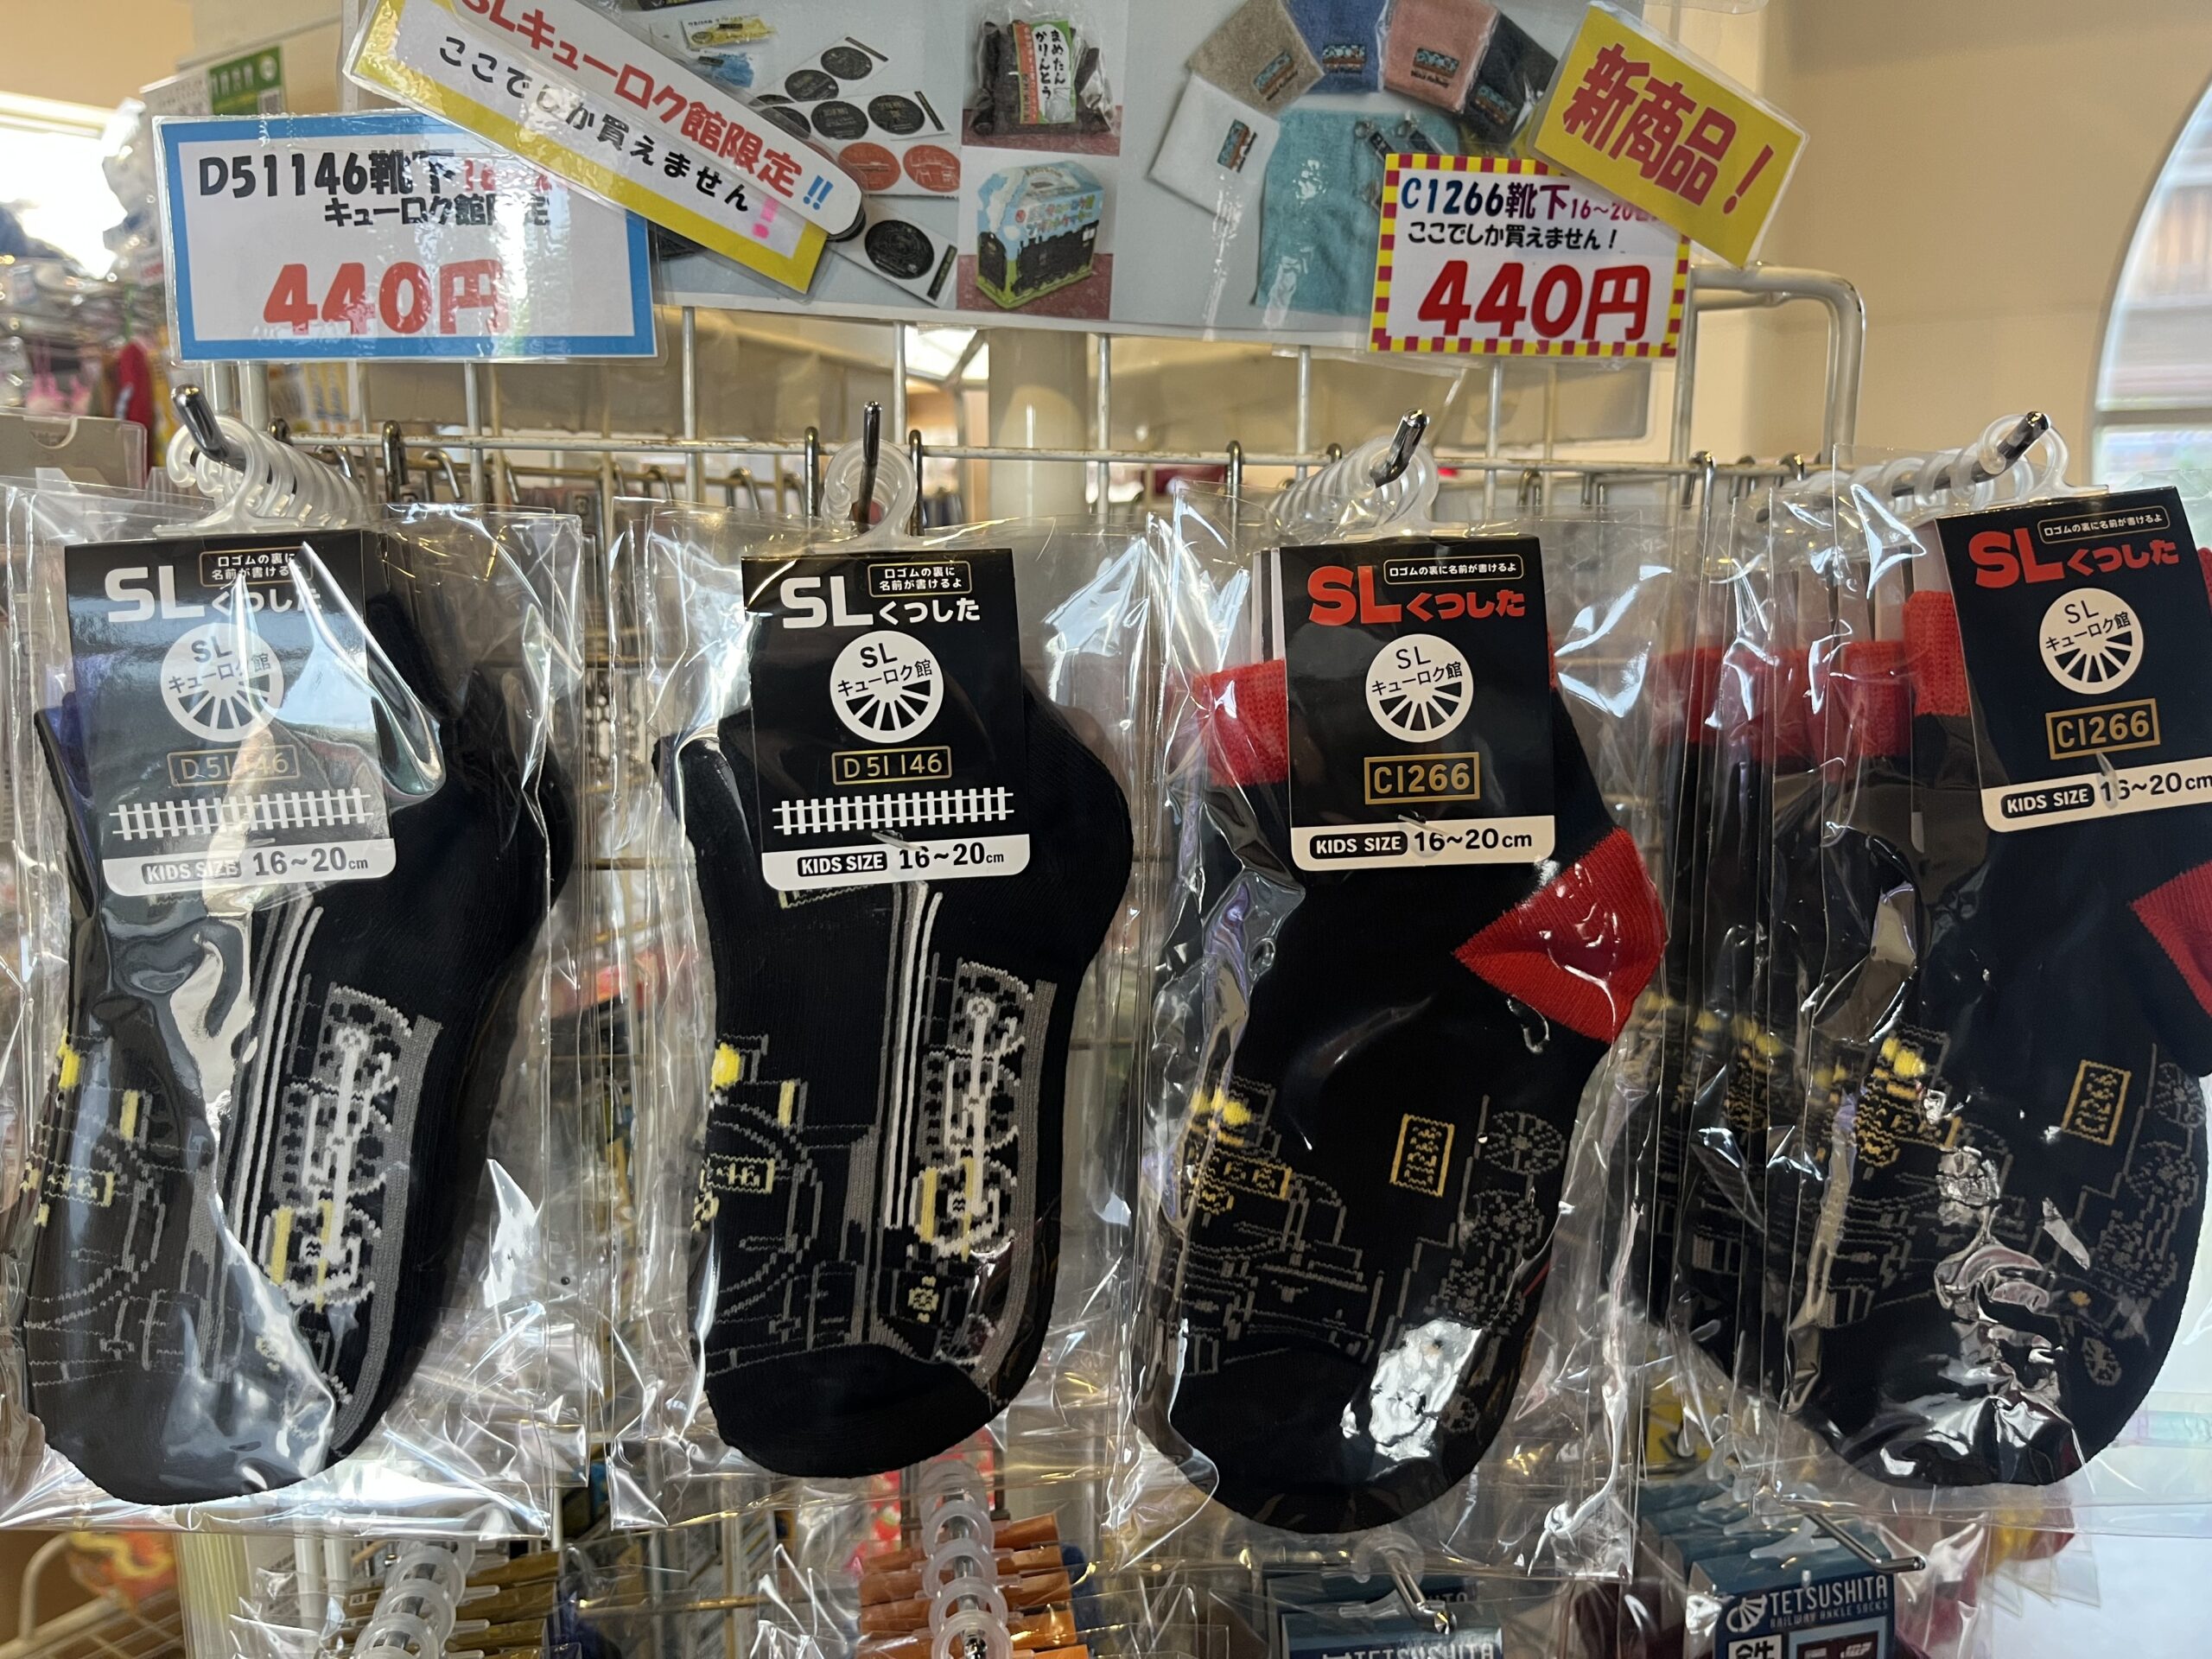 SLキューロク館限定!!
ここでしか買えません!
D51146靴下
キューロク館限定
440円
まめたん
かりんとう
新商品!
C1266靴下16~20
ここでしか買えません!
440円
SLくつした
口ゴムの裏に
名前が書けるよ
SL
キューロク館
D51146
KIDS SIZE 16~20cm
SLくつした
口ゴムの裏に
名前が書けるよ
SL
キューロク館
D51146
KIDS SIZE 16~20cm
SLくつした
口ゴムの裏に名前が書けるよ
SL
キューロク館
C1266
KIDS SIZE 16~20cm
SLくつした
口ゴムの裏に名前が書けるよ
SL
キューロク館
C1266
KIDS SIZE 16~20cm
TETSUSHITA
TETSUSHITA
RAILWAY ANKLE SOCKS